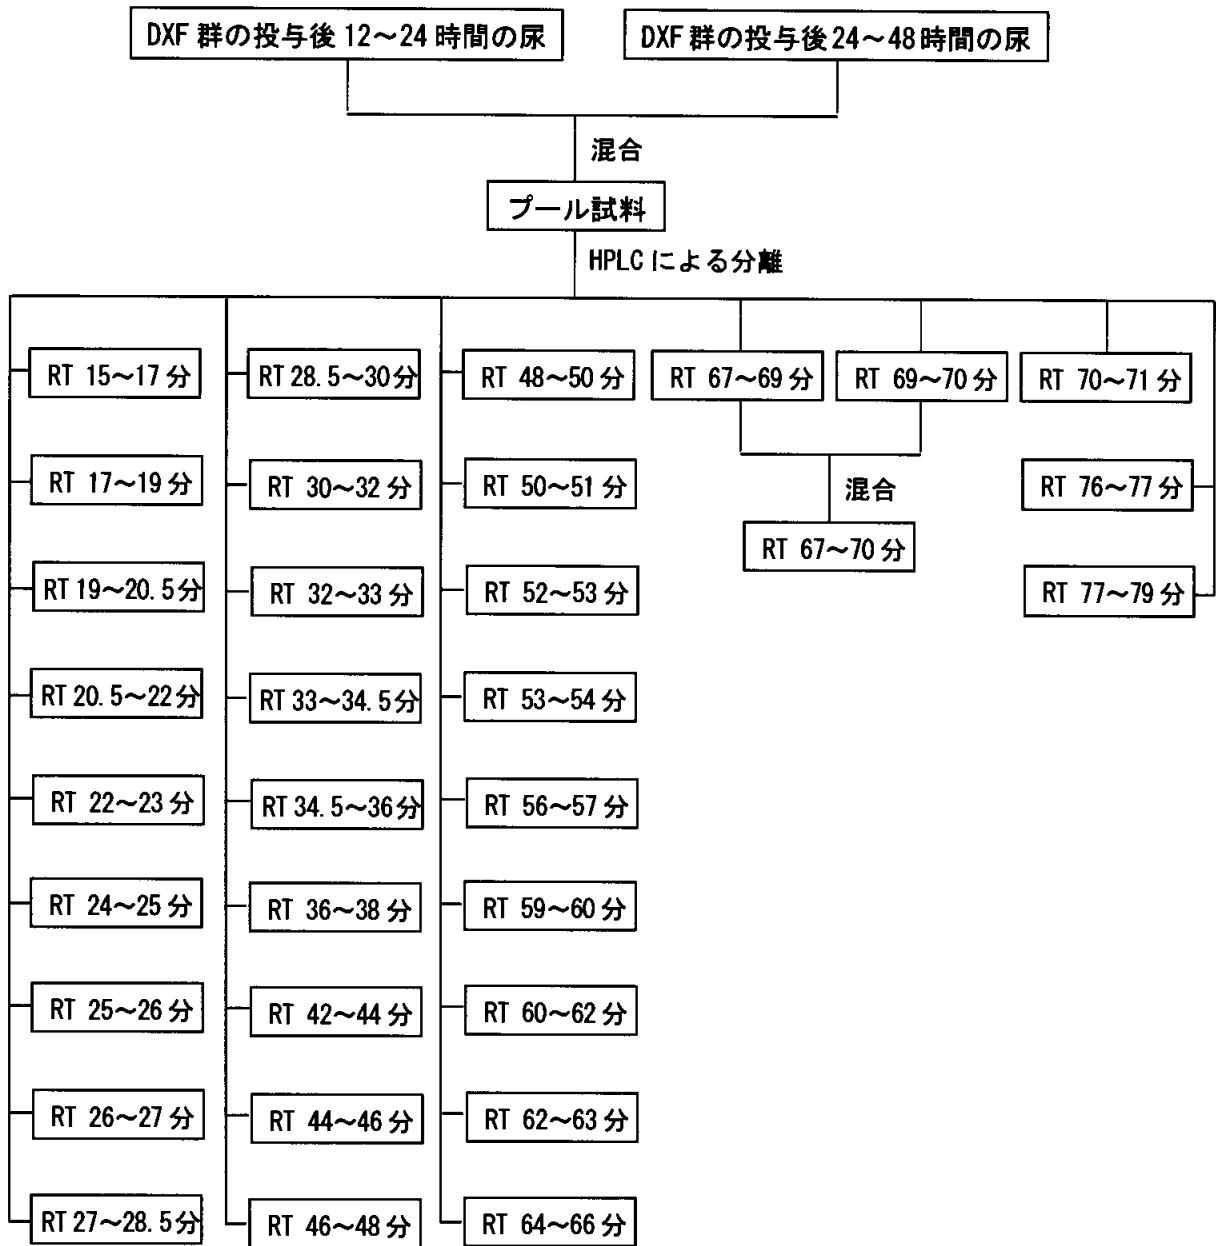 DXF 群の投与後 12～24 時間の尿
DXF 群の投与後 24～48 時間の尿
混合
プール試料
HPLC による分離
RT 15～17 分
RT 17～19 分
RT 19～20.5 分
RT 20.5～22 分
RT 22～23 分
RT 24～25 分
RT 25～26 分
RT 26～27 分
RT 27～28.5 分
RT 28.5～30 分
RT 30～32 分
RT 32～33 分
RT 33～34.5 分
RT 34.5～36 分
RT 36～38 分
RT 42～44 分
RT 44～46 分
RT 46～48 分
RT 48～50 分
RT 50～51 分
RT 52～53 分
RT 53～54 分
RT 56～57 分
RT 59～60 分
RT 60～62 分
RT 62～63 分
RT 64～66 分
RT 67～69 分
RT 69～70 分
混合
RT 67～70 分
RT 70～71 分
RT 76～77 分
RT 77～79 分